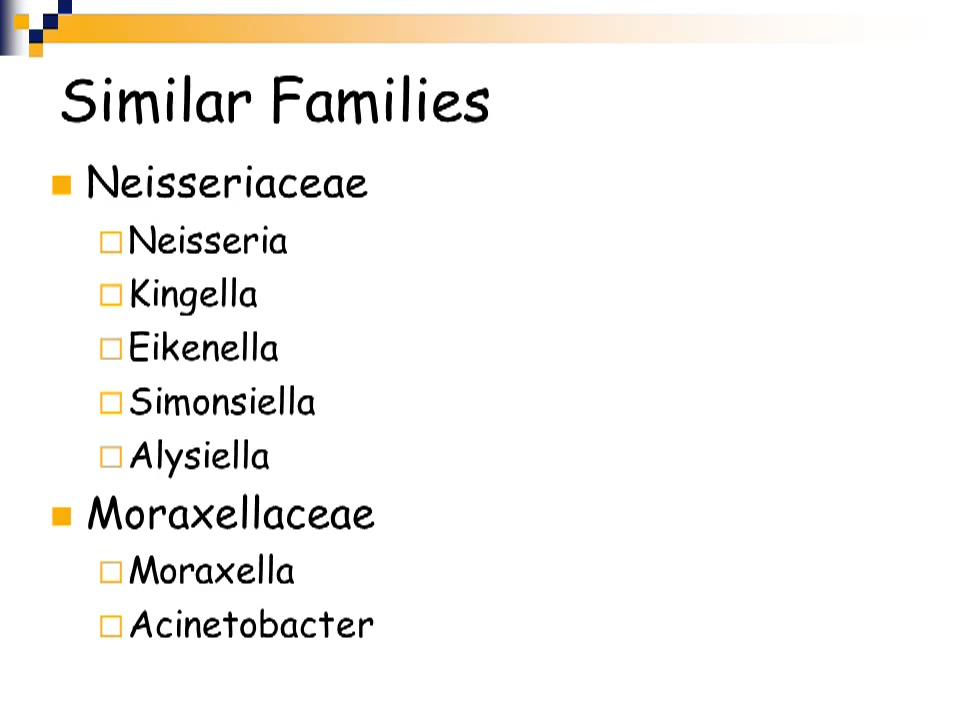 Similar Families
Neisseriaceae
Neisseria
Kingella
Eikenella
Simonsiella
Alysiella
Moraxellaceae
Moraxella
Acinetobacter